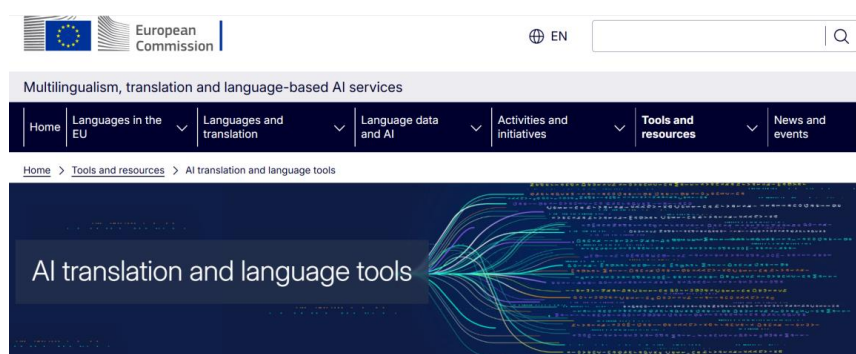 European
Commission
EN
Multilingualism, translation and language-based AI services
Home
Languages in the
EU
Languages and
translation
Language data
and AI
Activities and
initiatives
Tools and
resources
News and
events
Home > Tools and resources > AI translation and language tools
AI translation and language tools